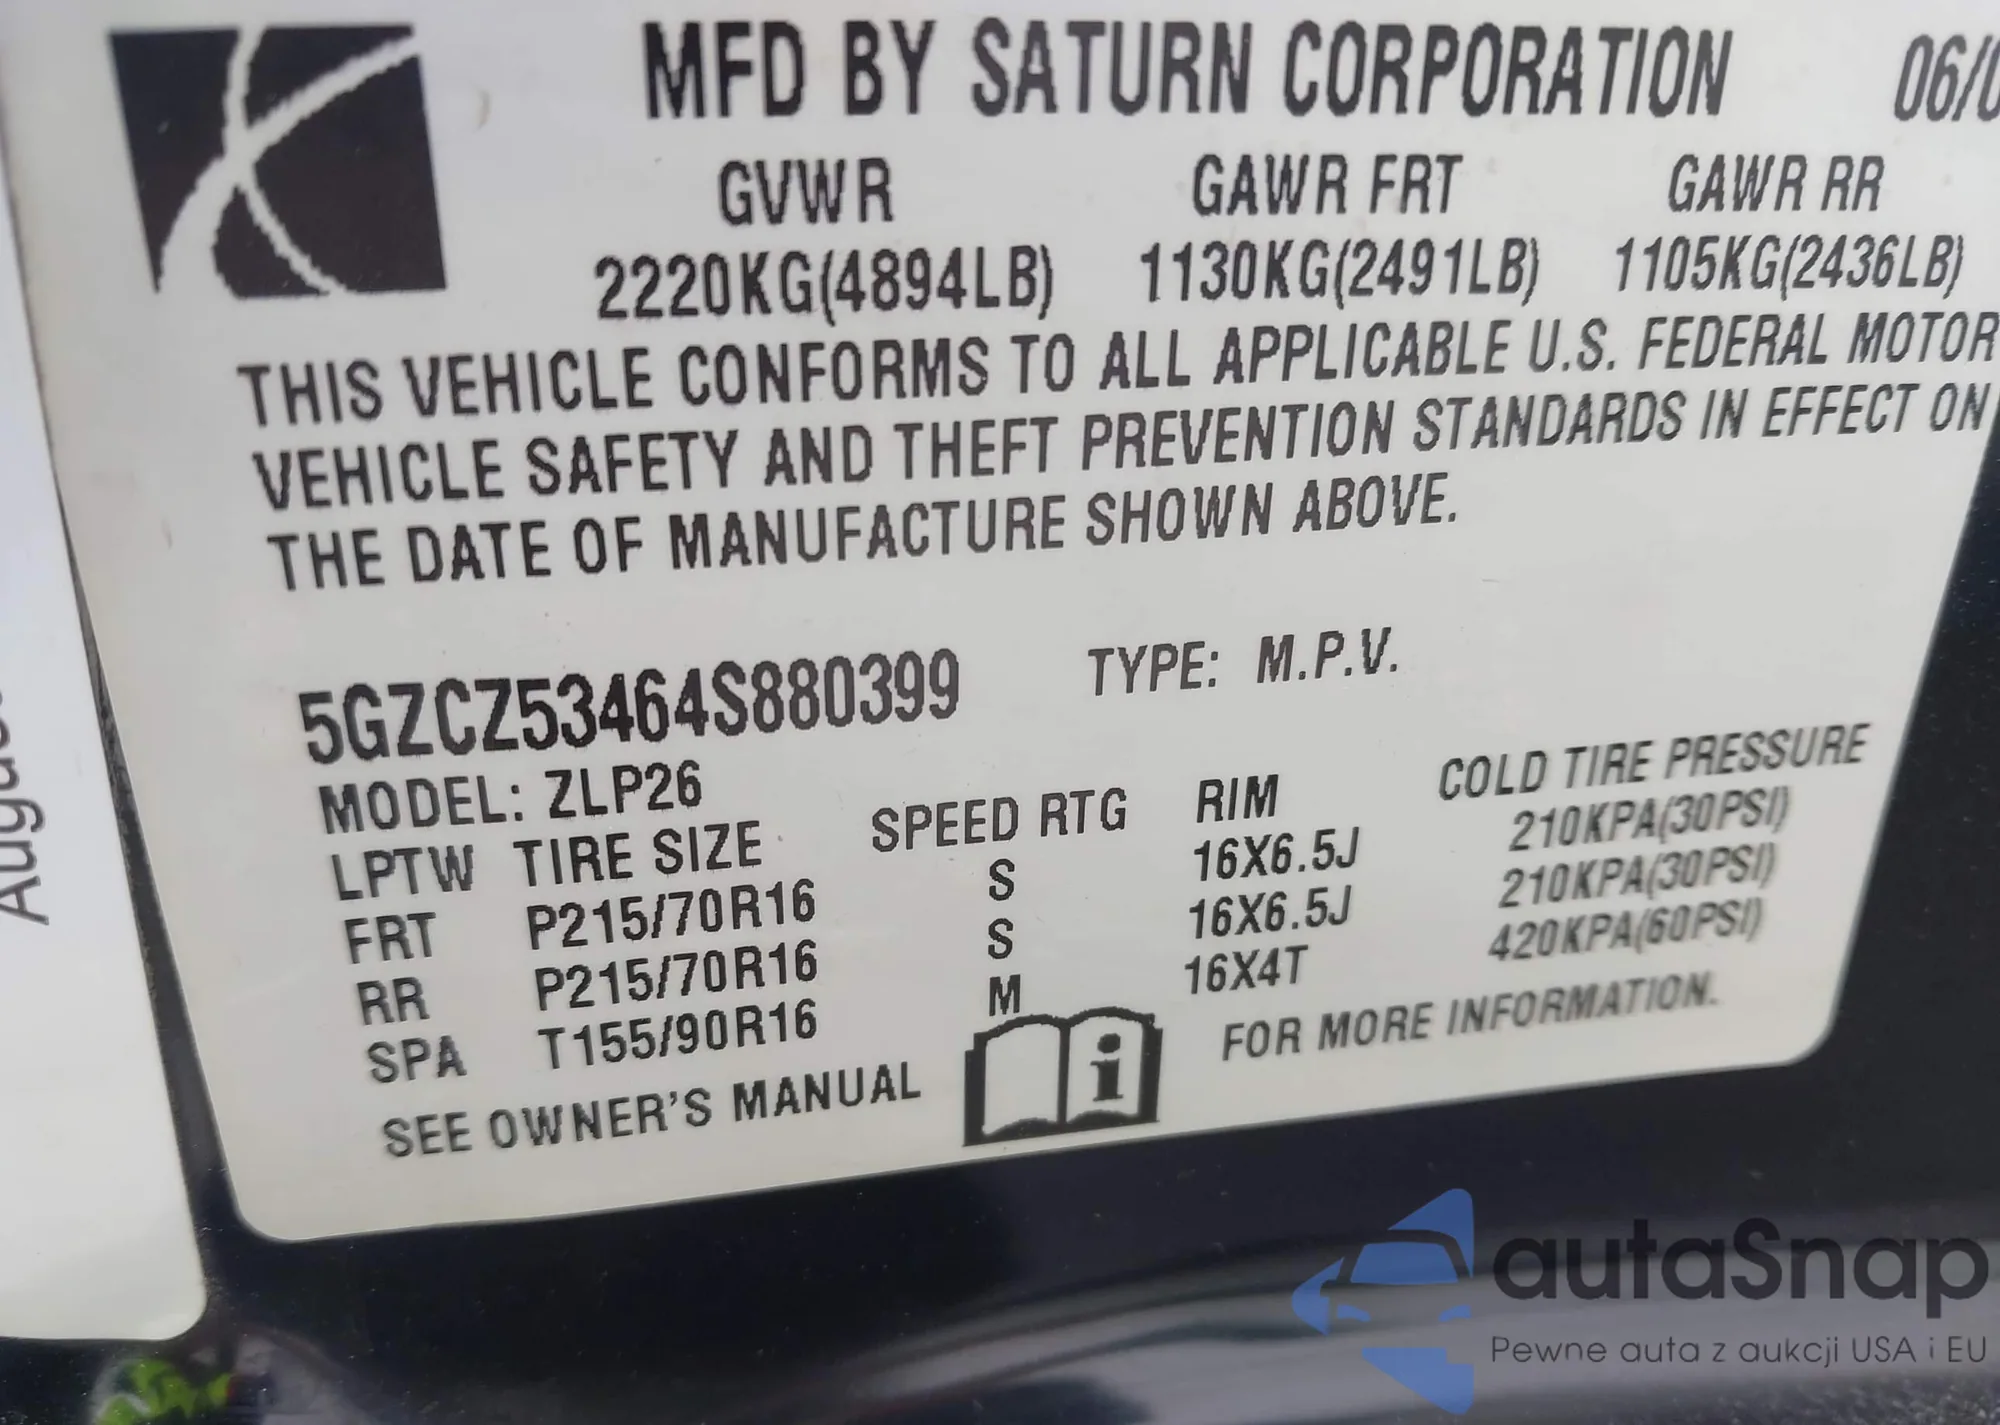 MFD BY SATURN CORPORATION 06/0
GVWR GAWR FRT GAWR RR
2220KG(4894LB) 1130KG(2491LB) 1105KG(2436LB)
THIS VEHICLE CONFORMS TO ALL APPLICABLE U.S. FEDERAL MOTOR
VEHICLE SAFETY AND THEFT PREVENTION STANDARDS IN EFFECT ON
THE DATE OF MANUFACTURE SHOWN ABOVE.
5GZCZ53464S880399 TYPE: M.P.V.
MODEL: ZLP26
LPTW TIRE SIZE SPEED RTG RIM COLD TIRE PRESSURE
FRT P215/70R16 S 16X6.5J 210KPA(30PSI)
RR P215/70R16 S 16X6.5J 210KPA(30PSI)
SPA T155/90R16 M 16X4T 420KPA(60PSI)
SEE OWNER'S MANUAL i FOR MORE INFORMATION.
autaSnap
Pewne auta z aukcji USA i EU